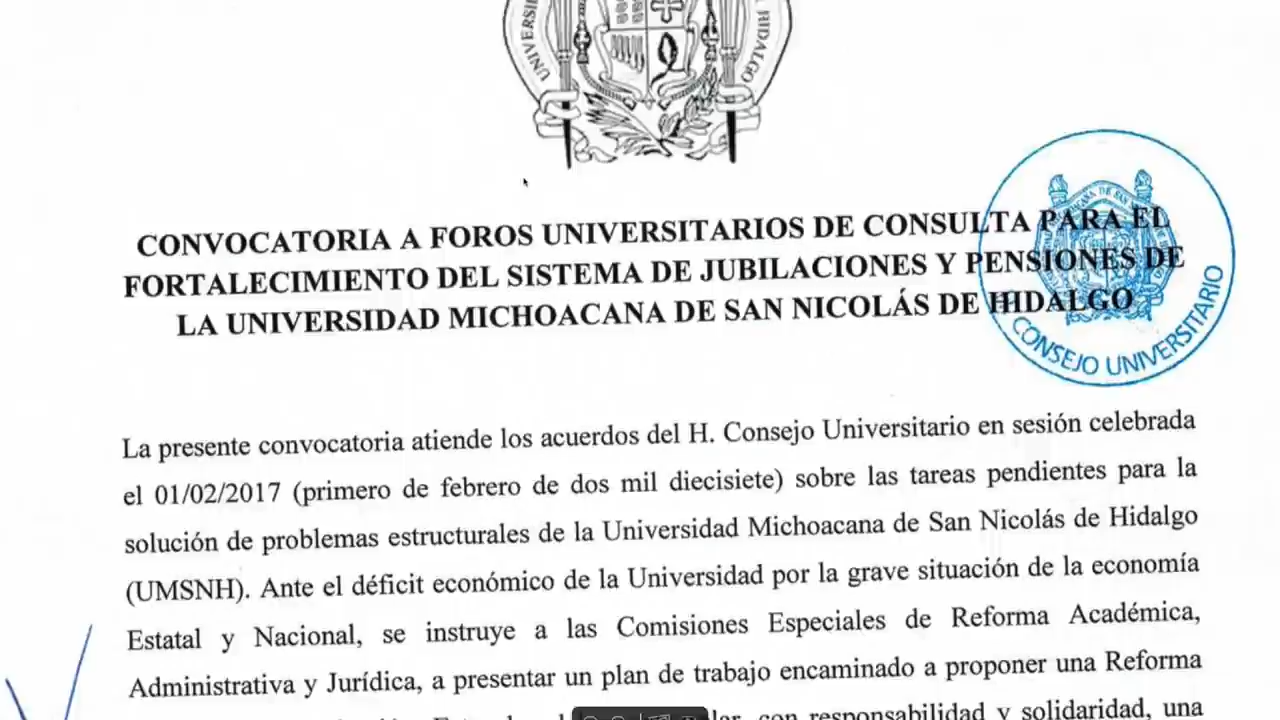 UNIVERSI
HIDALGO
CONVOCATORIA A FOROS UNIVERSITARIOS DE CONSULTA PARA EL
FORTALECIMIENTO DEL SISTEMA DE JUBILACIONES Y PENSIONES DE
LA UNIVERSIDAD MICHOACANA DE SAN NICOLÁS DE HIDALGO
CONSEJO UNIVERSITARIO
La presente convocatoria atiende los acuerdos del H. Consejo Universitario en sesión celebrada
el 01/02/2017 (primero de febrero de dos mil diecisiete) sobre las tareas pendientes para la
solución de problemas estructurales de la Universidad Michoacana de San Nicolás de Hidalgo
(UMSNH). Ante el déficit económico de la Universidad por la grave situación de la economía
Estatal y Nacional, se instruye a las Comisiones Especiales de Reforma Académica,
Administrativa y Jurídica, a presentar un plan de trabajo encaminado a proponer una Reforma
con responsabilidad y solidaridad, una